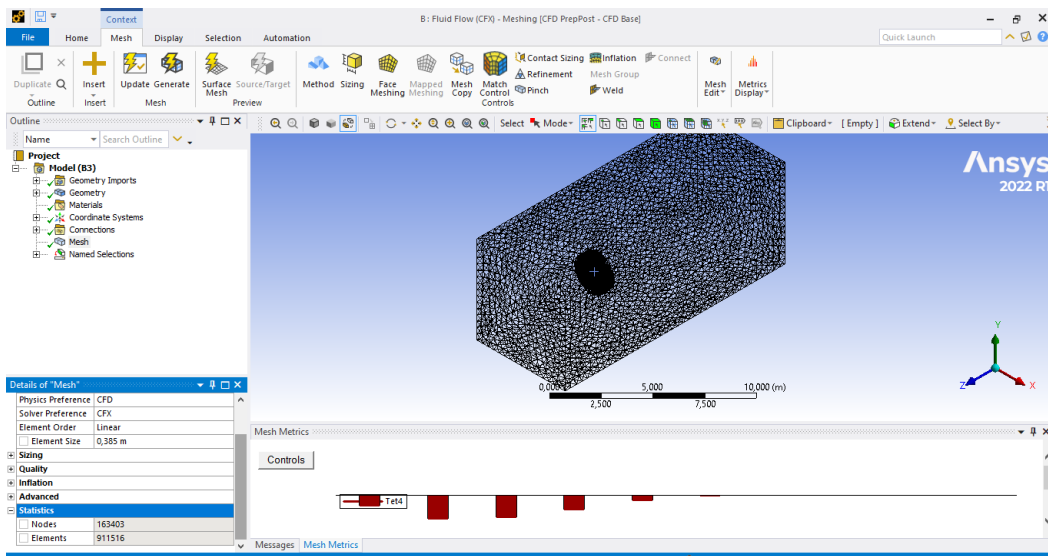 Context
B : Fluid Flow (CFX) - Meshing [CFD PrepPost - CFD Base]
File Home Mesh Display Selection Automation
Quick Launch
Duplicate Q
Outline
Insert
Insert
Update Generate
Mesh
Surface Mesh
Source/Target
Preview
Method Sizing
Face Meshing
Mapped Meshing
Mesh Copy
Match Control
Contact Sizing
Refinement
Pinch
Inflation
Mesh Group
Weld
Connect
Controls
Mesh Edit
Metrics Display
Outline
Name Search Outline
Select Mode Clipboard [ Empty ] Extend Select By
Project
Model (B3)
Geometry Imports
Geometry
Materials
Coordinate Systems
Connections
Mesh
Named Selections
Ansys
2022 R1
Y
Z X
0,000 5,000 10,000 (m)
2,500 7,500
Details of "Mesh"
Physics Preference CFD
Solver Preference CFX
Element Order Linear
Element Size 0,385 m
Sizing
Quality
Inflation
Advanced
Statistics
Nodes 163403
Elements 911516
Mesh Metrics
Controls
Tet4
Messages Mesh Metrics